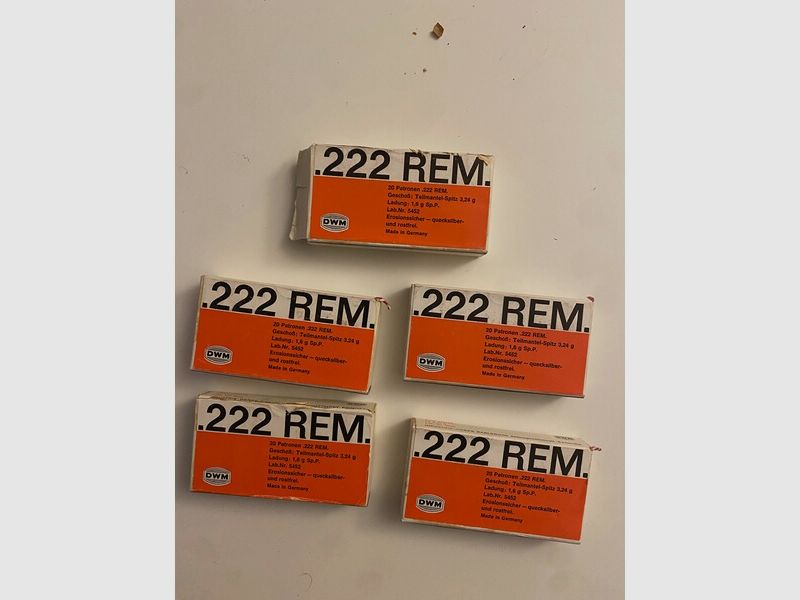 .222 REM.
20 Patronen .222 REM.
Geschoß: Teilmantel-Spitz 3,24 g
Ladung: 1,6 g Sp.P.
Lab.Nr. 5452
Erosionssicher – quecksilber-
und rostfrei.
Made in Germany
DWM
.222 REM.
20 Patronen .222 REM.
Geschoß: Teilmantel-Spitz 3,24 g
Ladung: 1,6 g Sp.P.
Lab.Nr. 5452
Erosionssicher – quecksilber-
und rostfrei.
Made in Germany
DWM
.222 REM.
20 Patronen .222 REM.
Geschoß: Teilmantel-Spitz 3,24 g
Ladung: 1,6 g Sp.P.
Lab.Nr. 5452
Erosionssicher – quecksilber-
und rostfrei.
Made in Germany
DWM
.222 REM.
20 Patronen .222 REM.
Geschoß: Teilmantel-Spitz 3,24 g
Ladung: 1,6 g Sp.P.
Lab.Nr. 5452
Erosionssicher – quecksilber-
und rostfrei.
Made in Germany
DWM
.222 REM.
20 Patronen .222 REM.
Geschoß: Teilmantel-Spitz 3,24 g
Ladung: 1,6 g Sp.P.
Lab.Nr. 5452
Erosionssicher – quecksilber-
und rostfrei.
Made in Germany
DWM